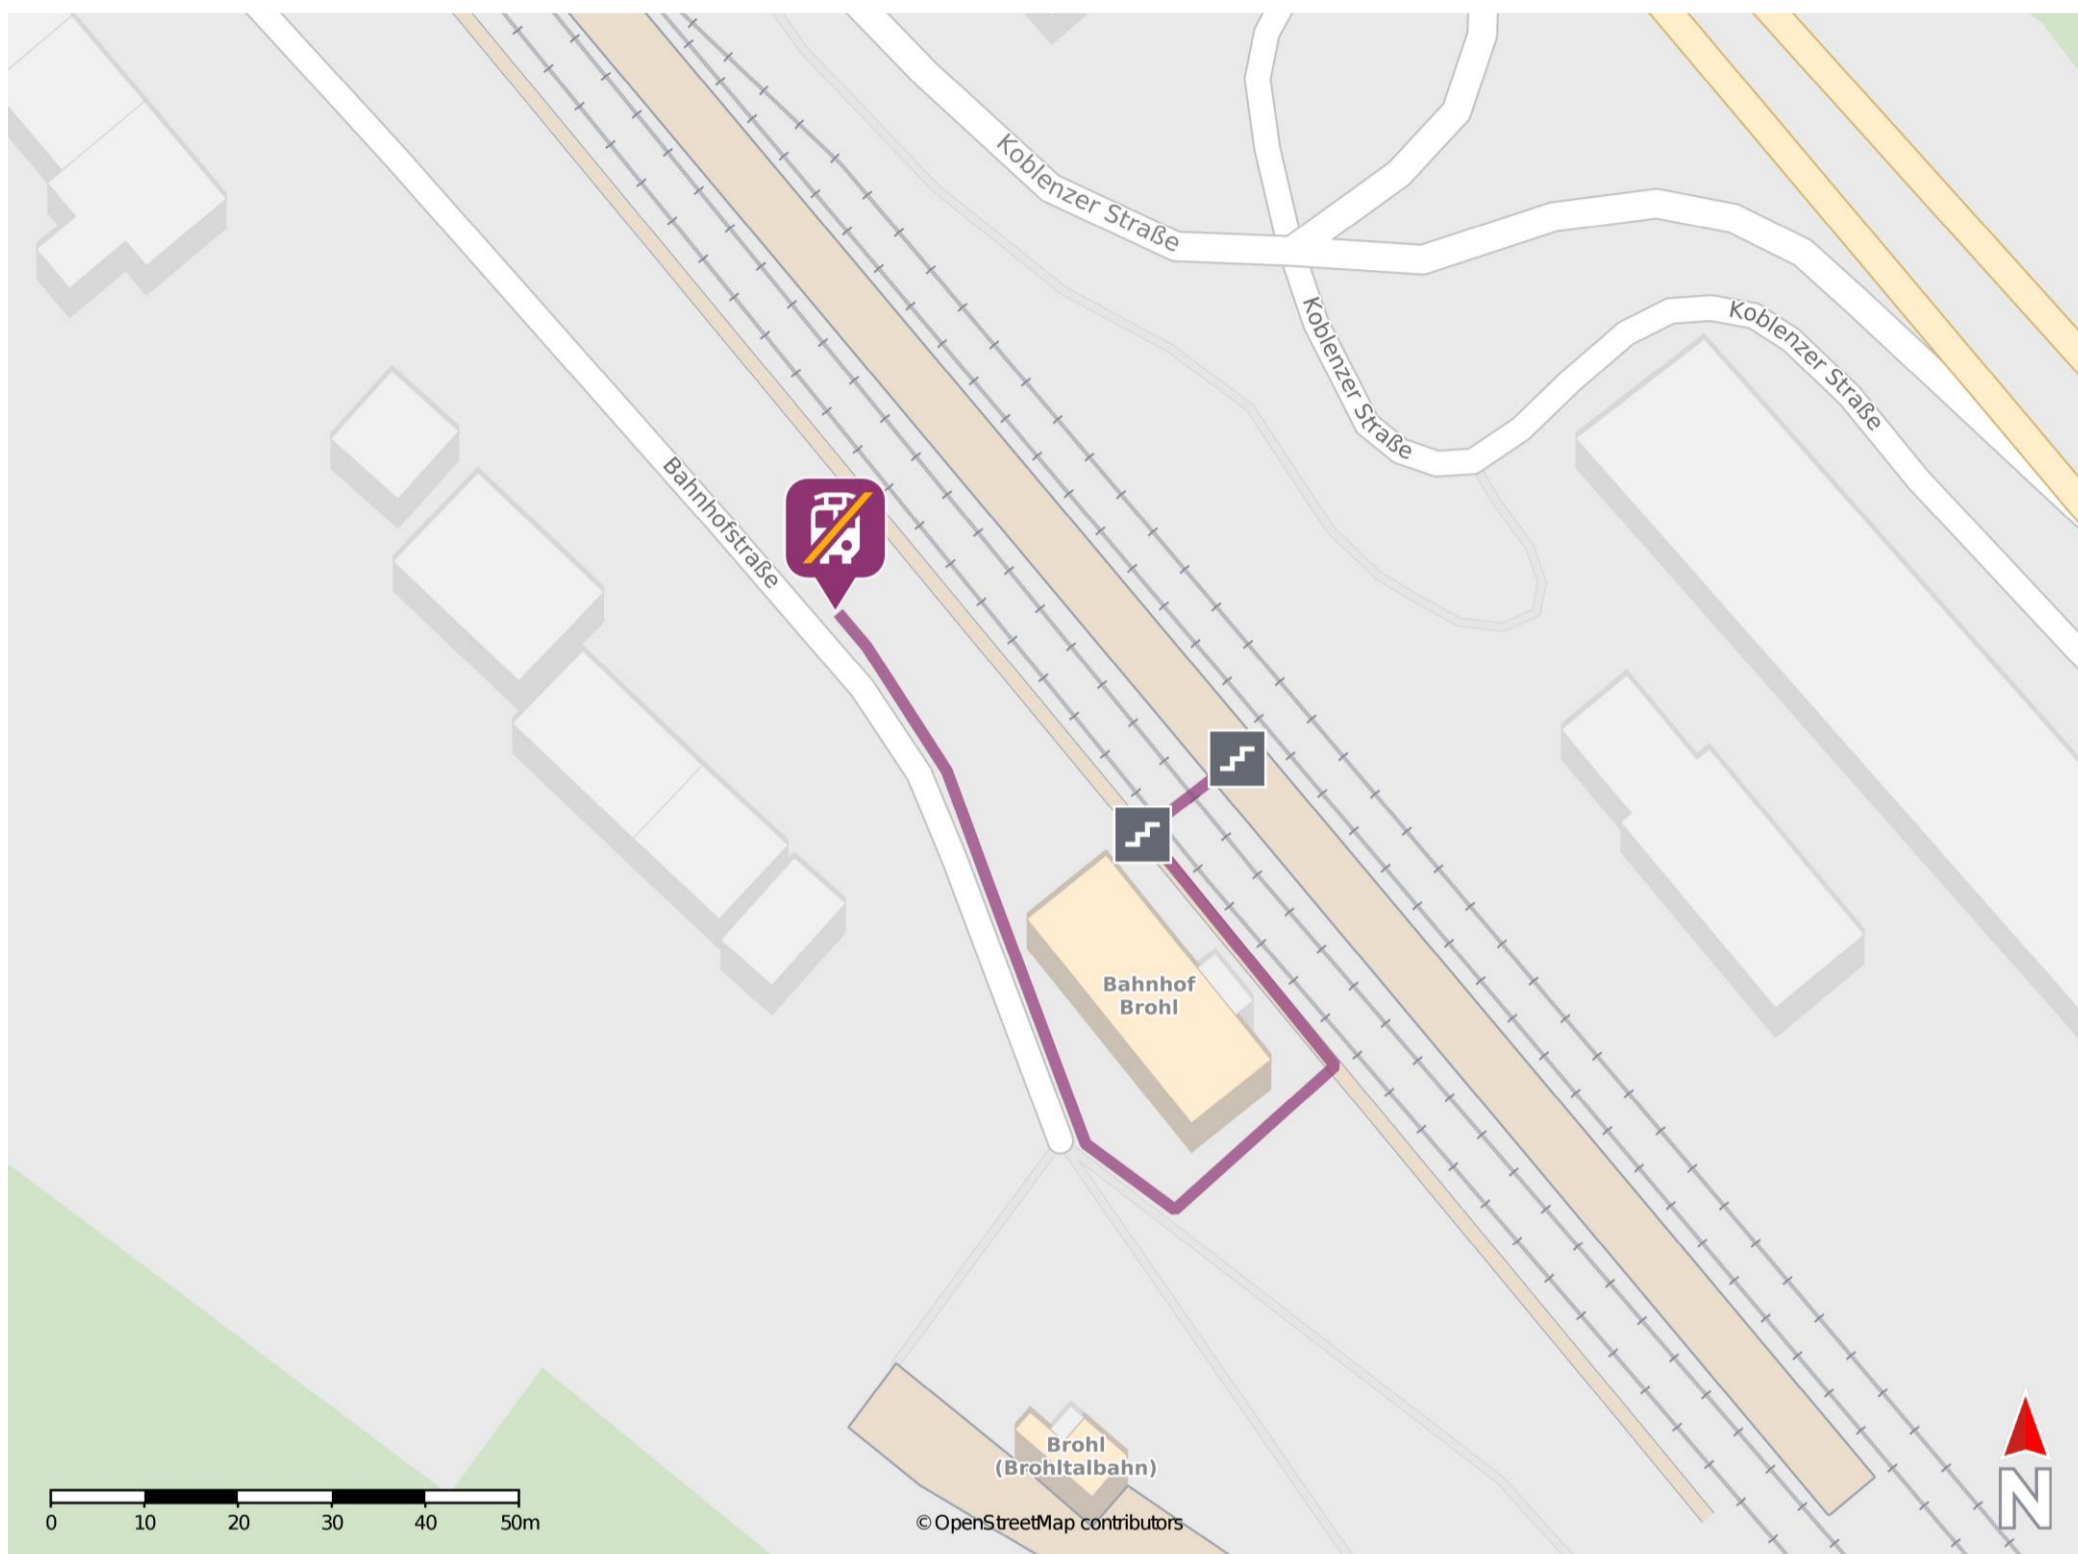 Koblenzer Straße
Koblenzer Straße
Koblenzer Straße
Bahnhofstraße
Bahnhof
Brohl
Brohl
(Brohltalbahn)
0 10 20 30 40 50m
© OpenStreetMap contributors
N